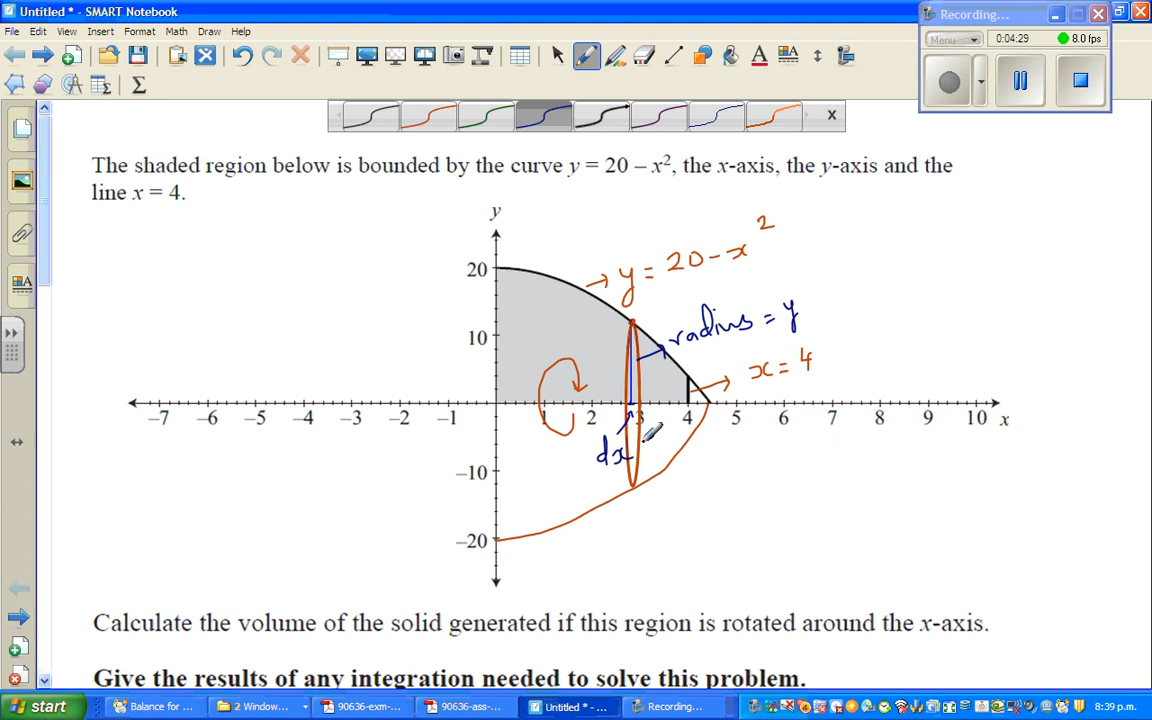 Untitled * - SMART Notebook
Recording...
File Edit View Insert Format Math Draw Help
Menu
0:04:29
8.0 fps
The shaded region below is bounded by the curve y = 20 – x², the x-axis, the y-axis and the
line x = 4.
y
20
y = 20 - x²
10
radius = y
x = 4
–7 –6 –5 –4 –3 –2 –1 1 2 3 4 5 6 7 8 9 10 x
dx
–10
–20
Calculate the volume of the solid generated if this region is rotated around the x-axis.
Give the results of any integration needed to solve this problem.
start
Balance for ...
2 Window...
90636-exm-...
90636-ass-...
Untitled * - ...
Recording...
8:39 p.m.